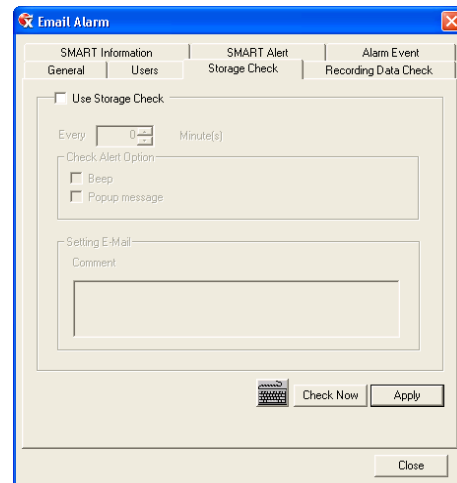 Email Alarm
SMART Information SMART Alert Alarm Event
General Users Storage Check Recording Data Check
Use Storage Check
Every 0 Minute(s)
Check Alert Option
Beep
Popup message
Setting E-Mail
Comment
Check Now Apply
Close